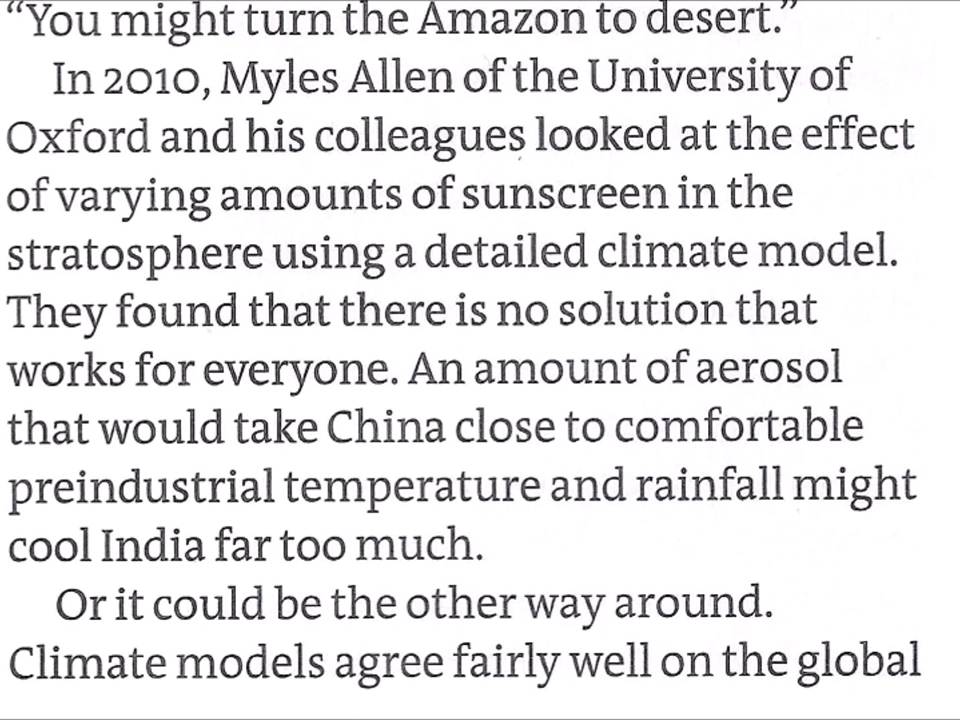 “You might turn the Amazon to desert.”
In 2010, Myles Allen of the University of
Oxford and his colleagues looked at the effect
of varying amounts of sunscreen in the
stratosphere using a detailed climate model.
They found that there is no solution that
works for everyone. An amount of aerosol
that would take China close to comfortable
preindustrial temperature and rainfall might
cool India far too much.
Or it could be the other way around.
Climate models agree fairly well on the global